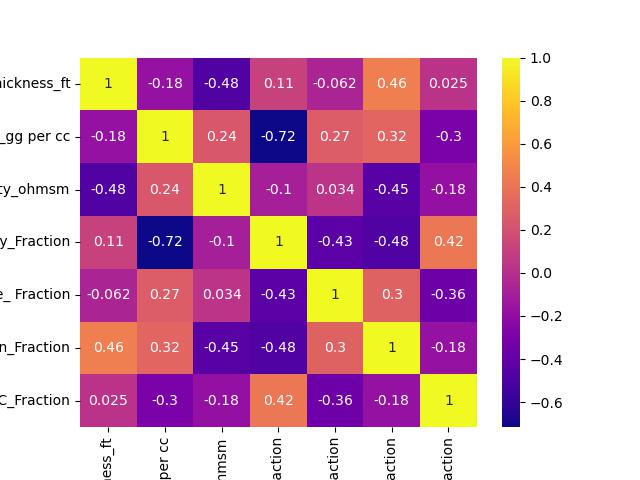 hickness_ft 1 -0.18 -0.48 0.11 -0.062 0.46 0.025
_gg per cc -0.18 1 0.24 -0.72 0.27 0.32 -0.3
ty_ohmsm -0.48 0.24 1 -0.1 0.034 -0.45 -0.18
y_Fraction 0.11 -0.72 -0.1 1 -0.43 -0.48 0.42
e_ Fraction -0.062 0.27 0.034 -0.43 1 0.3 -0.36
n_Fraction 0.46 0.32 -0.45 -0.48 0.3 1 -0.18
C_Fraction 0.025 -0.3 -0.18 0.42 -0.36 -0.18 1
ness_ft
per cc
hmsm
action
action
action
action
1.0
0.8
0.6
0.4
0.2
0.0
−0.2
−0.4
−0.6